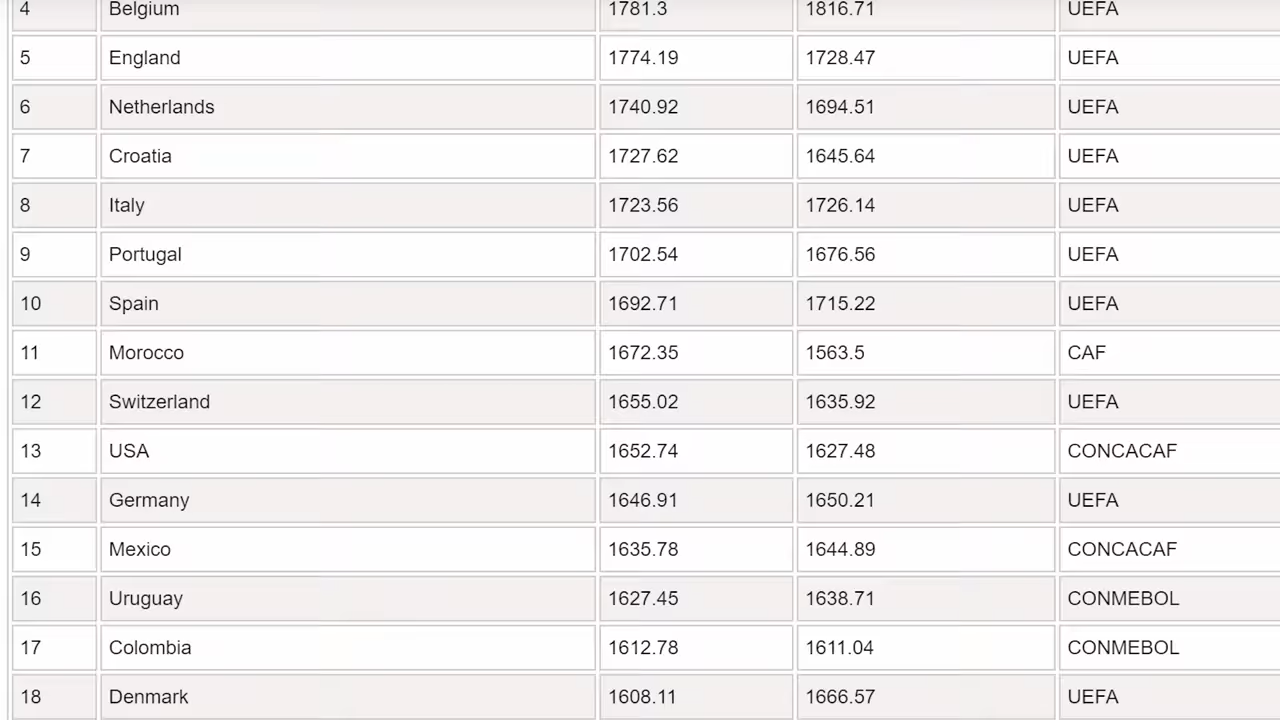 4 Belgium 1781.3 1816.71 UEFA
5 England 1774.19 1728.47 UEFA
6 Netherlands 1740.92 1694.51 UEFA
7 Croatia 1727.62 1645.64 UEFA
8 Italy 1723.56 1726.14 UEFA
9 Portugal 1702.54 1676.56 UEFA
10 Spain 1692.71 1715.22 UEFA
11 Morocco 1672.35 1563.5 CAF
12 Switzerland 1655.02 1635.92 UEFA
13 USA 1652.74 1627.48 CONCACAF
14 Germany 1646.91 1650.21 UEFA
15 Mexico 1635.78 1644.89 CONCACAF
16 Uruguay 1627.45 1638.71 CONMEBOL
17 Colombia 1612.78 1611.04 CONMEBOL
18 Denmark 1608.11 1666.57 UEFA